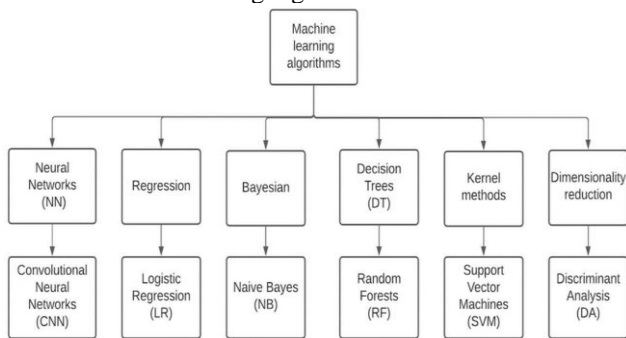 Machine
learning
algorithms
Neural
Networks
(NN)
Regression
Bayesian
Decision
Trees
(DT)
Kernel
methods
Dimensionality
reduction
Convolutional
Neural
Networks
(CNN)
Logistic
Regression
(LR)
Naive Bayes
(NB)
Random
Forests
(RF)
Support
Vector
Machines
(SVM)
Discriminant
Analysis
(DA)